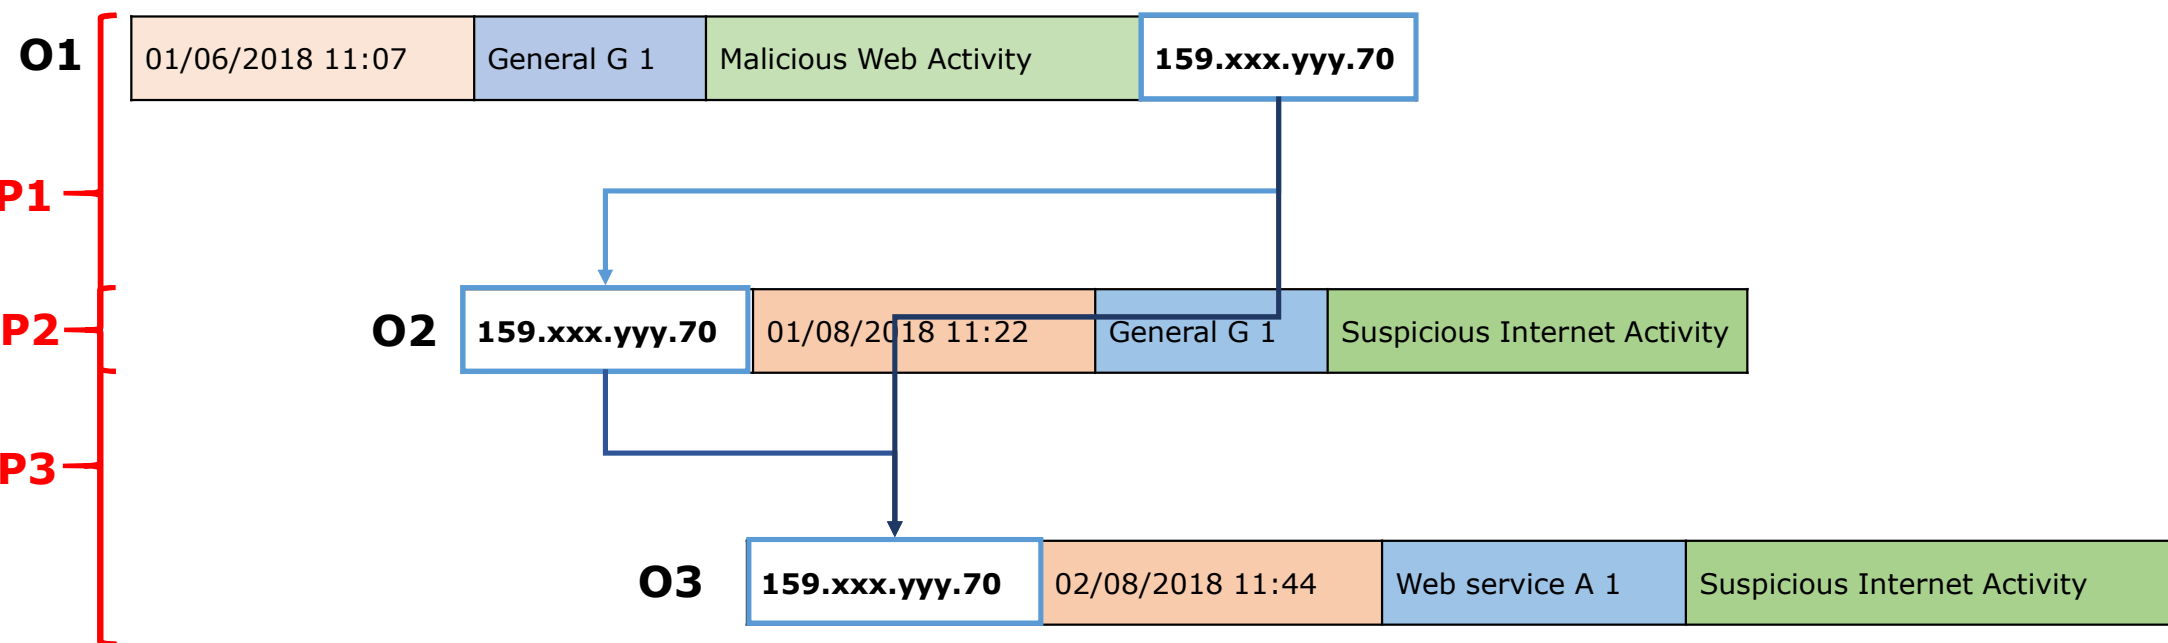 O1 01/06/2018 11:07 General G 1 Malicious Web Activity 159.xxx.yyy.70
P1
P2 O2 159.xxx.yyy.70 01/08/2018 11:22 General G 1 Suspicious Internet Activity
P3
O3 159.xxx.yyy.70 02/08/2018 11:44 Web service A 1 Suspicious Internet Activity